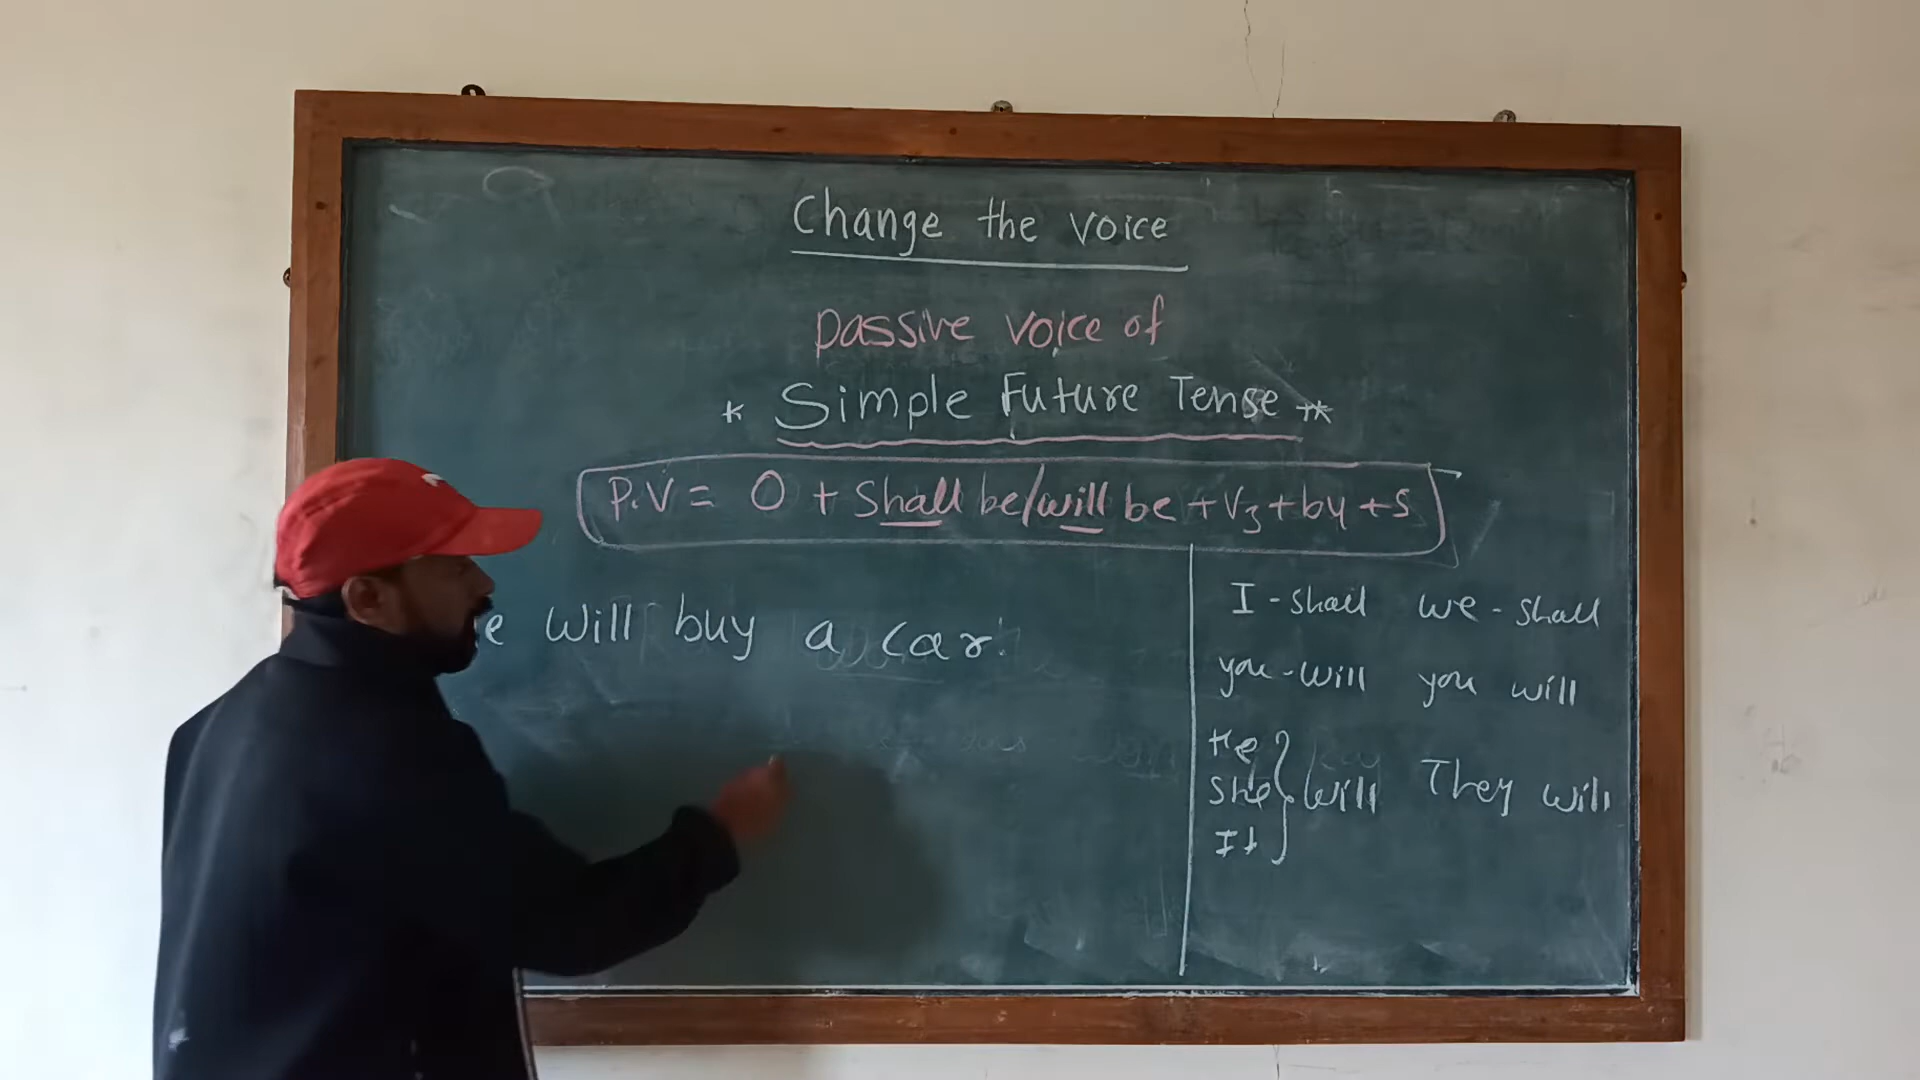 Change the voice
passive voice of
* Simple Future Tense *
P.V = O + Shall be/will be + V3 + by + S
e will buy a car.
I - shall we - shall
you - will you will
He
She } will They will
It